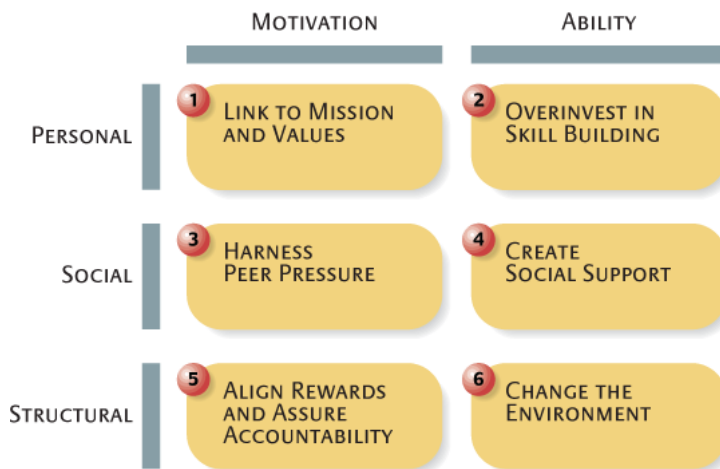 MOTIVATION
ABILITY
PERSONAL
1
LINK TO MISSION
AND VALUES
2
OVERINVEST IN
SKILL BUILDING
SOCIAL
3
HARNESS
PEER PRESSURE
4
CREATE
SOCIAL SUPPORT
STRUCTURAL
5
ALIGN REWARDS
AND ASSURE
ACCOUNTABILITY
6
CHANGE THE
ENVIRONMENT